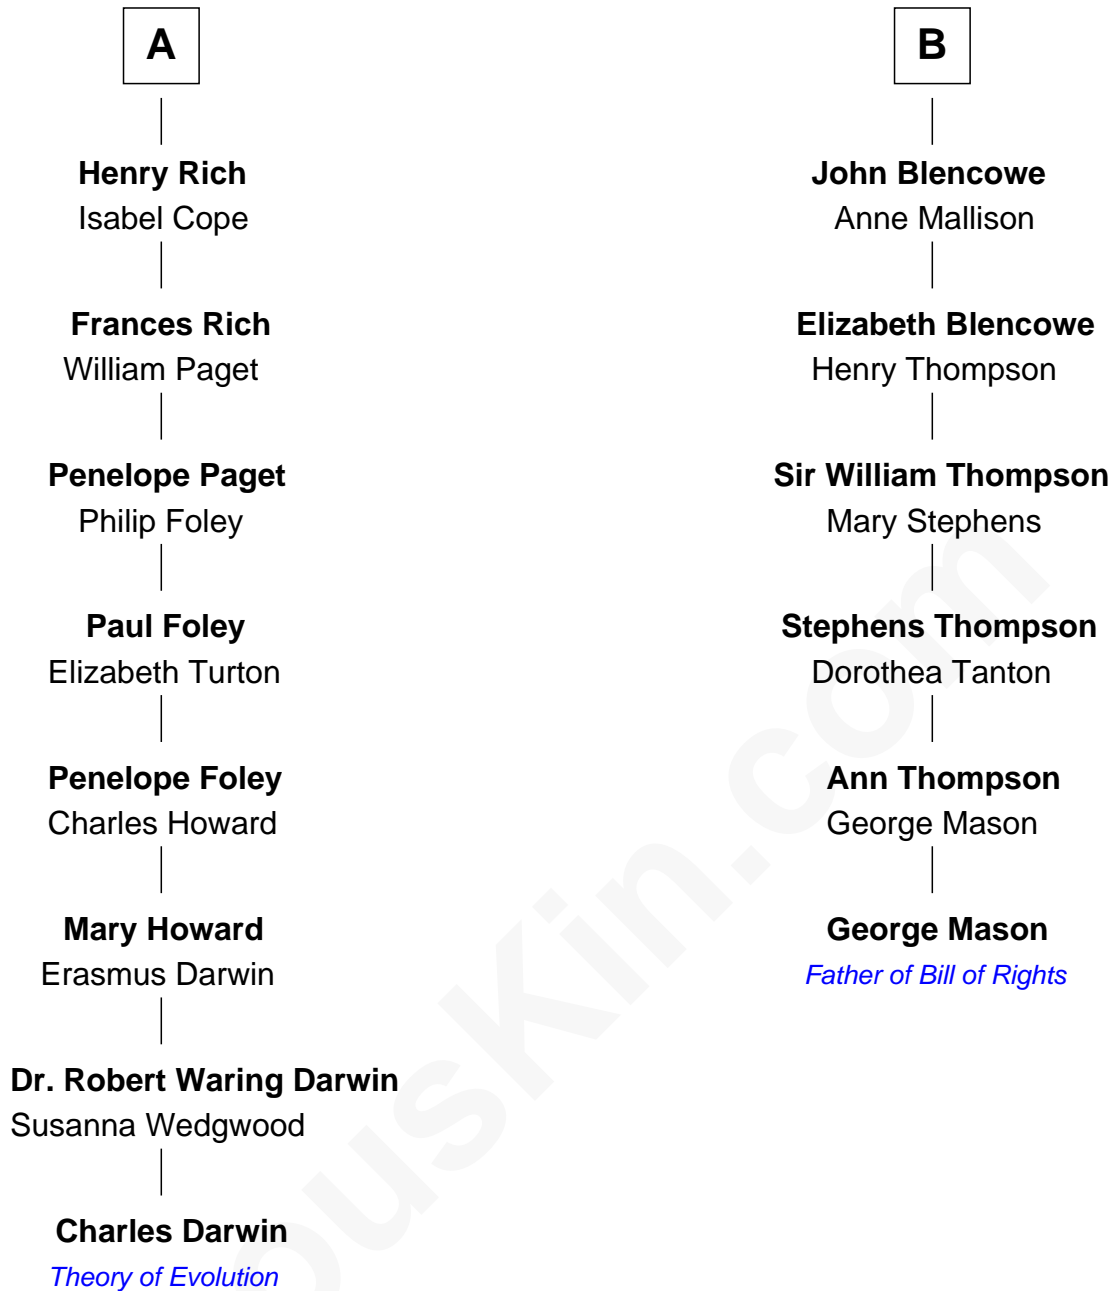 A
Henry Rich
Isabel Cope
Frances Rich
William Paget
Penelope Paget
Philip Foley
Paul Foley
Elizabeth Turton
Penelope Foley
Charles Howard
Mary Howard
Erasmus Darwin
Dr. Robert Waring Darwin
Susanna Wedgwood
Charles Darwin
Theory of Evolution
B
John Blencowe
Anne Mallison
Elizabeth Blencowe
Henry Thompson
Sir William Thompson
Mary Stephens
Stephens Thompson
Dorothea Tanton
Ann Thompson
George Mason
George Mason
Father of Bill of Rights
ousKin.com